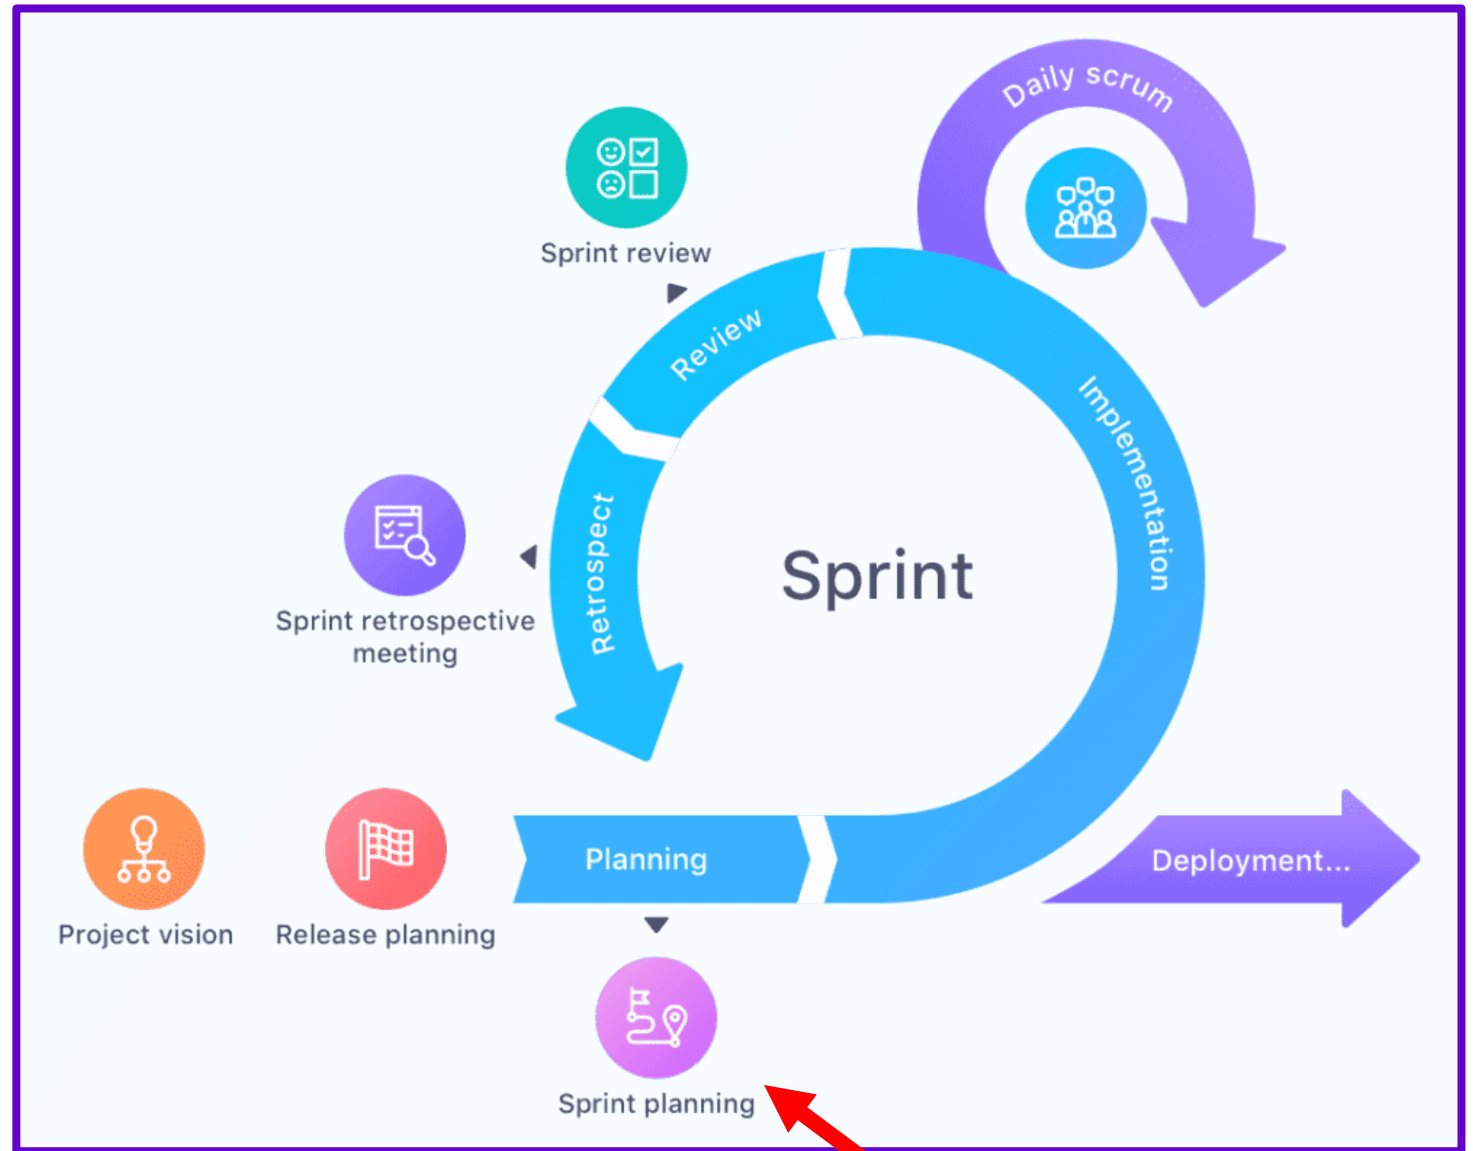 Daily scrum
Sprint review
Review
Implementation
Retrospect
Sprint
Sprint retrospective
meeting
Planning
Deployment...
Project vision
Release planning
Sprint planning